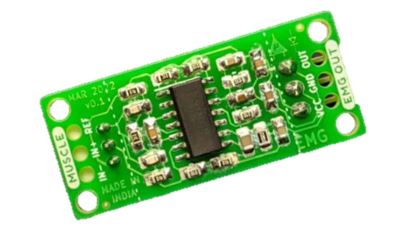 MAR 2022
v0.1
MUSCLE
REF
IN+
IN-
MADE IN
INDIA
OUT
GND
VCC
EMG OUT
EMG